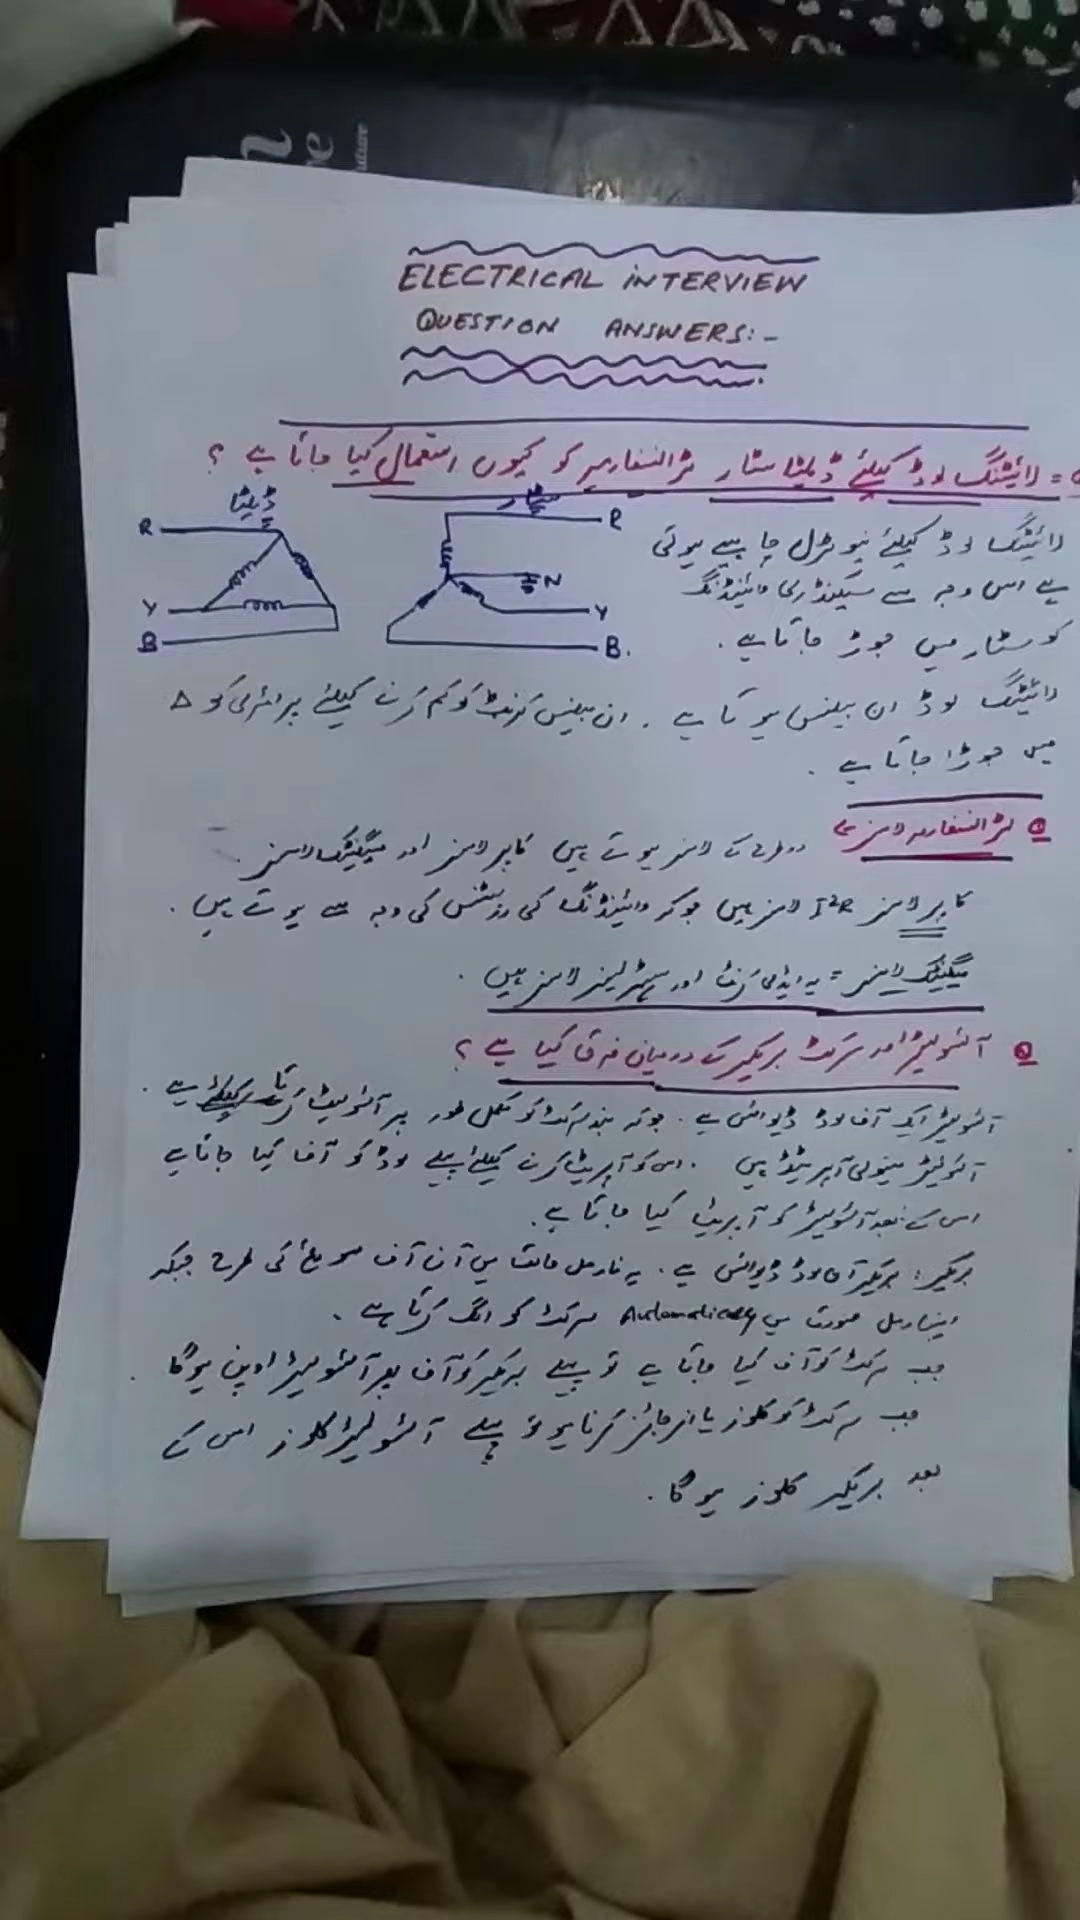 ELECTRICAL INTERVIEW
QUESTION ANSWERS:-
Q = لائیٹنگ لوڈ کیلئے ڈیلٹا سٹار ٹرانسفارمر کو کیوں استعمال کیا جاتا ہے ؟
ڈیلٹا
R
Y
B
سٹار
R
N
Y
B.
لائیٹنگ لوڈ کیلئے نیوٹرل چاہیے ہوتی
ہے اس وجہ سے سیکنڈری وائینڈنگ
کو سٹار میں جوڑ جاتا ہے .
لائیٹنگ لوڈ ان بیلنس ہوتا ہے . ان بیلنس کرنٹ کو کم کرنے کیلئے پرائمری کو Δ
میں جوڑا جاتا ہے .
Q ٹرانسفارمر لاسز
دو طرح کے لاسز ہوتے ہیں کاپر لاسز اور میگنیٹک لاسز .
کاپر لاسز I²R لاسز ہیں جو کہ وائینڈنگ کی رزسٹنس کی وجہ سے ہوتے ہیں .
میگنیٹک لاسز = یہ ایڈی کرنٹ اور ہسٹریسز لاسز ہیں .
Q آئسولیٹر اور سرکٹ بریکر کے درمیان فرق کیا ہے ؟
آئسولیٹر ایک آف لوڈ ڈیوائس ہے . جو کہ سرکٹ کو مکمل طور پر آئسولیٹ کرتا ہے .
آئسولیٹر مینولی آپریٹڈ ہیں . اس کو آپریٹ کرنے کیلئے پہلے لوڈ کو آف کیا جاتا ہے
اس کے بعد آئسولیٹر کو آپریٹ کیا جاتا ہے .
بریکر : بریکر آن لوڈ ڈیوائس ہے . یہ نارمل حالت میں آن آف سویچ کی طرح جبکہ
ابنارمل صورت میں Automatically سرکٹ کو الگ کرتا ہے .
جب سرکٹ کو آف کیا جاتا ہے تو پہلے بریکر کو آف پھر آئسولیٹر اوپن ہوگا .
جب سرکٹ کو کلوز یا انرجائز کرنا ہو تو پہلے آئسولیٹر کلوز اس کے
بعد بریکر کلوز ہوگا .